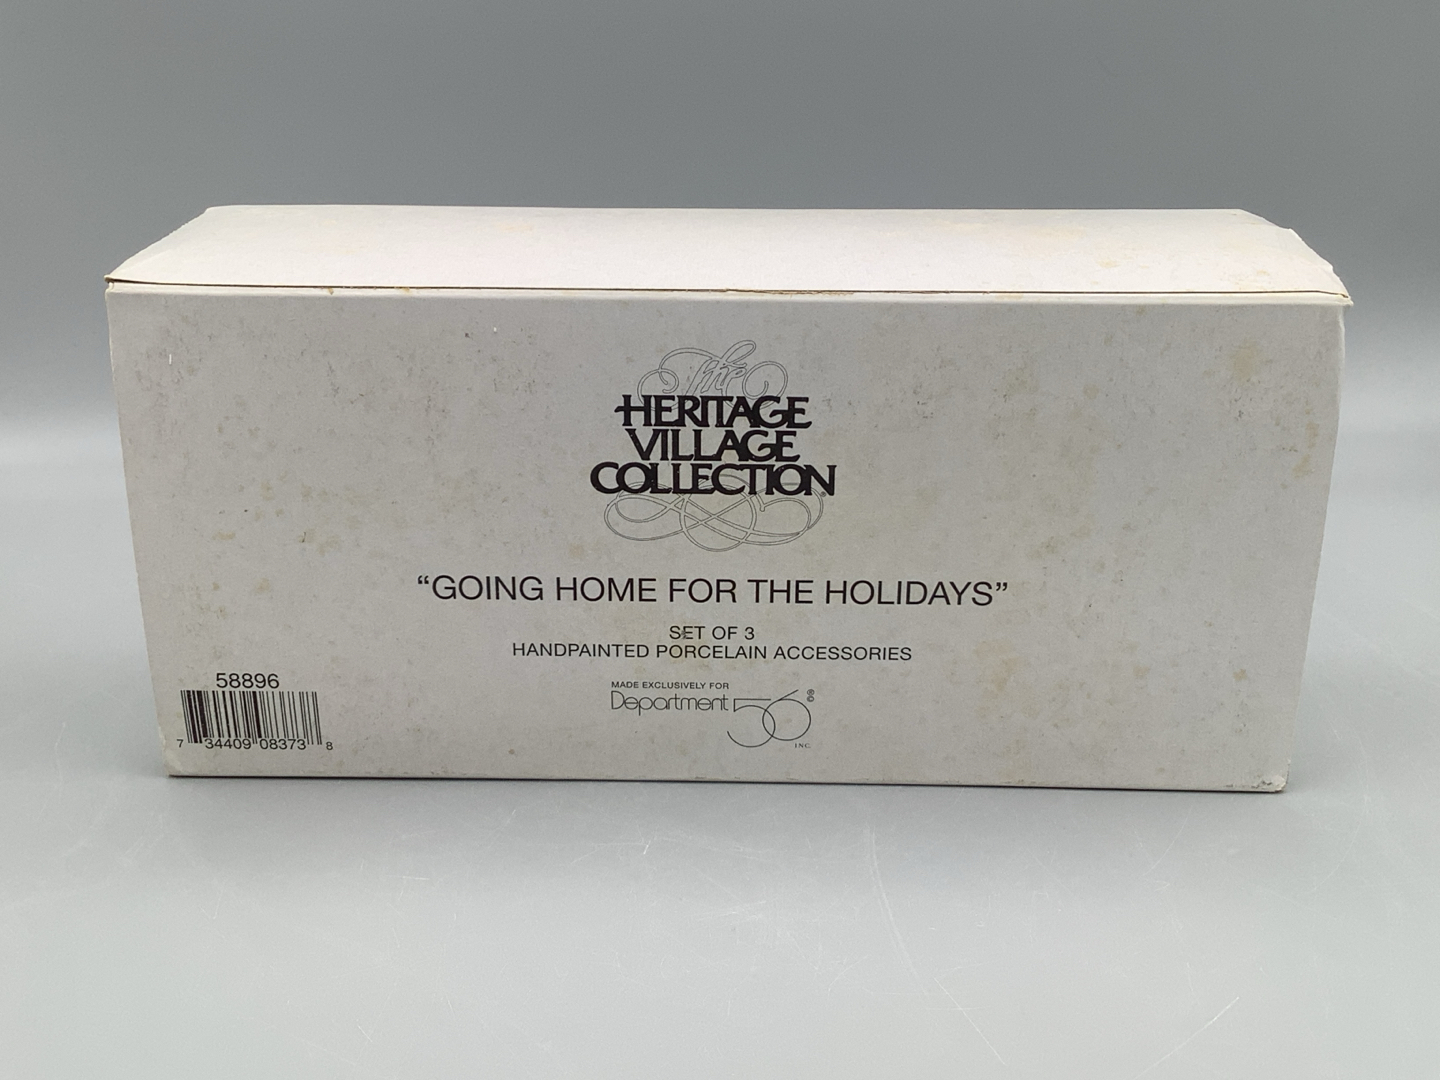 The
HERITAGE
VILLAGE
COLLECTION®
“GOING HOME FOR THE HOLIDAYS”
SET OF 3
HANDPAINTED PORCELAIN ACCESSORIES
MADE EXCLUSIVELY FOR
Department 56®
INC.
58896
7 34409 08373 8